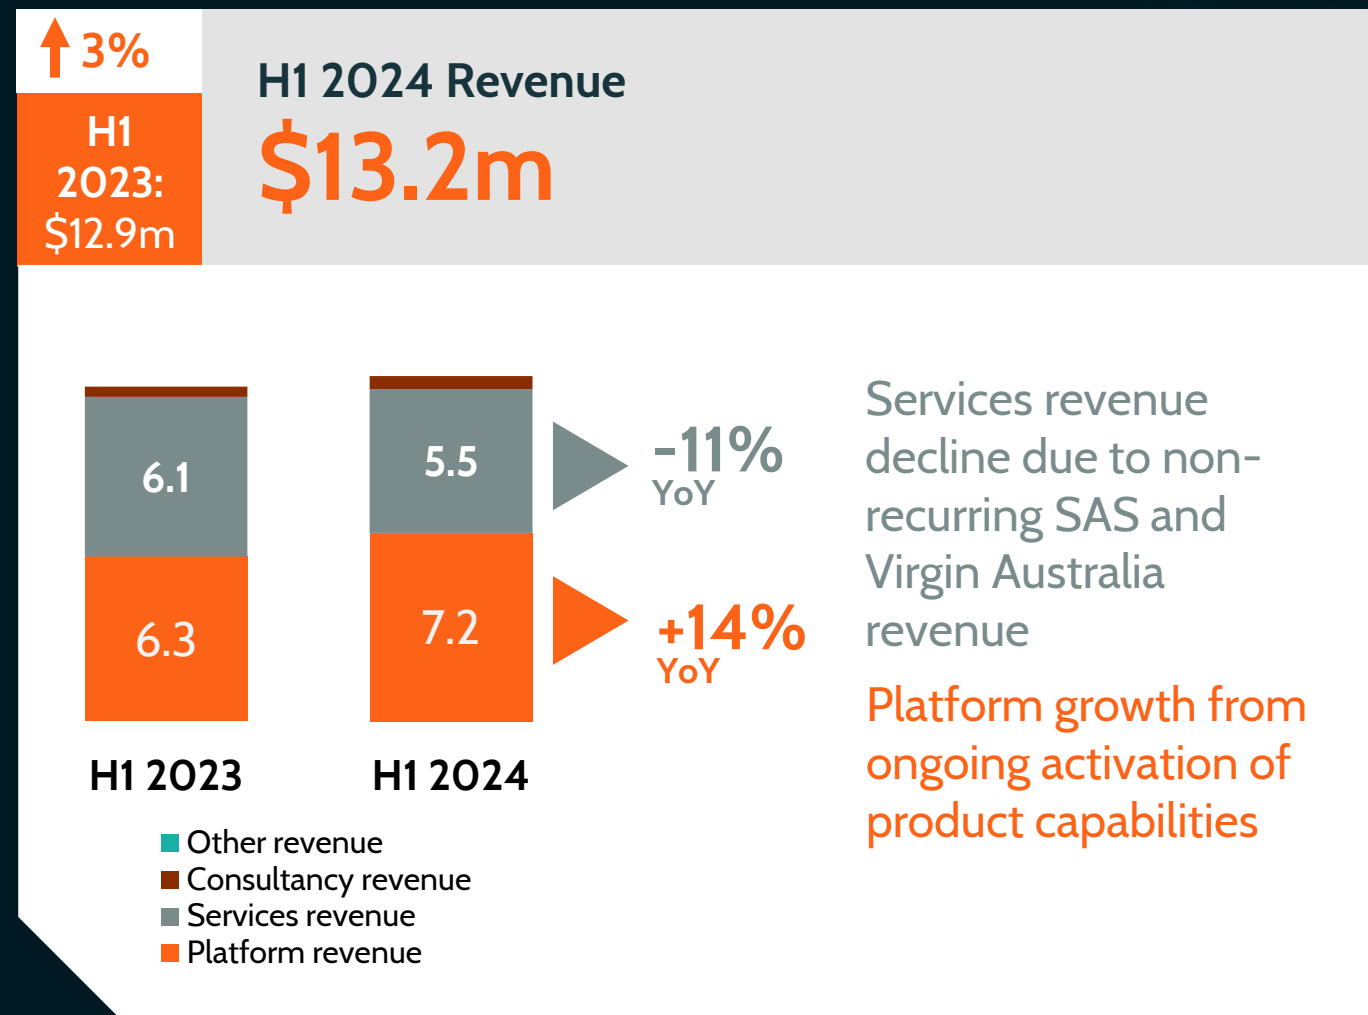 3%
H1
2023:
$12.9m
H1 2024 Revenue
$13.2m
6.1
6.3
H1 2023
5.5
7.2
H1 2024
-11%
YoY
+14%
YoY
Services revenue
decline due to non-
recurring SAS and
Virgin Australia
revenue
Platform growth from
ongoing activation of
product capabilities
Other revenue
Consultancy revenue
Services revenue
Platform revenue